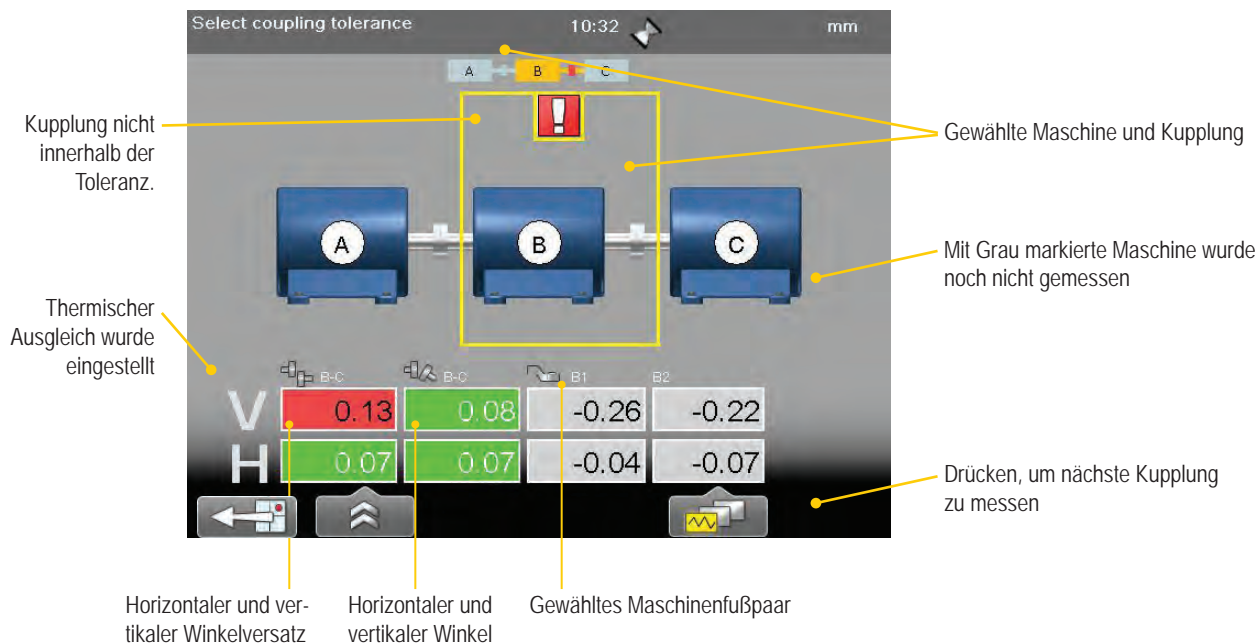 Select coupling tolerance 10:32 mm
A B C
Kupplung nicht
innerhalb der
Toleranz.
Gewählte Maschine und Kupplung
A B C
Mit Grau markierte Maschine wurde
noch nicht gemessen
Thermischer
Ausgleich wurde
eingestellt
B-C B-C B1 B2
V 0.13 0.08 -0.26 -0.22
H 0.07 0.07 -0.04 -0.07
Drücken, um nächste Kupplung
zu messen
Horizontaler und ver-
tikaler Winkelversatz
Horizontaler und
vertikaler Winkel
Gewähltes Maschinenfußpaar